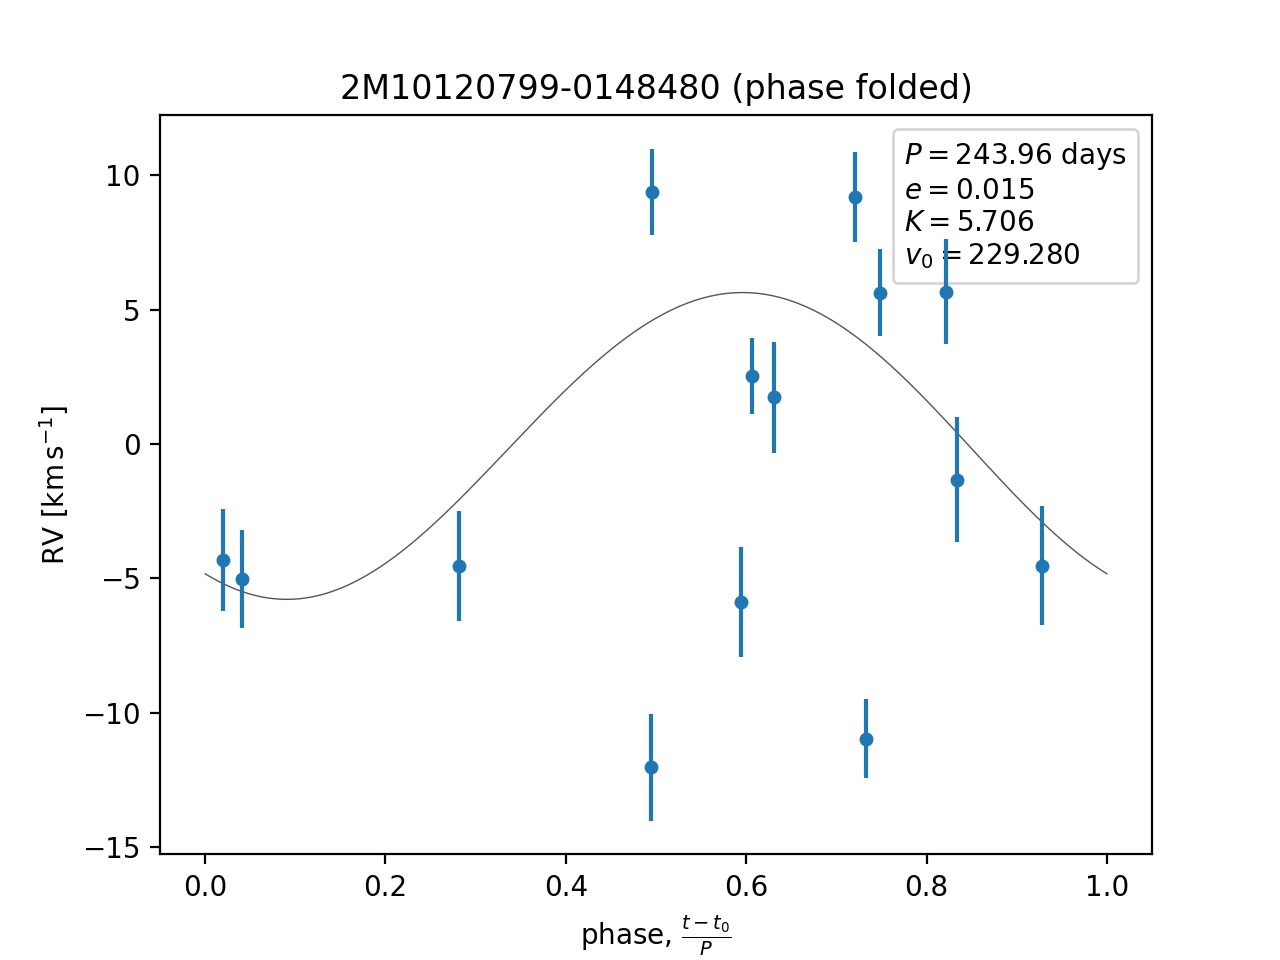 2M10120799-0148480 (phase folded)
P = 243.96 days
e = 0.015
K = 5.706
v₀ = 229.280
10
5
0
−5
−10
−15
RV [km s⁻¹]
0.0 0.2 0.4 0.6 0.8 1.0
phase, (t − t₀)/P